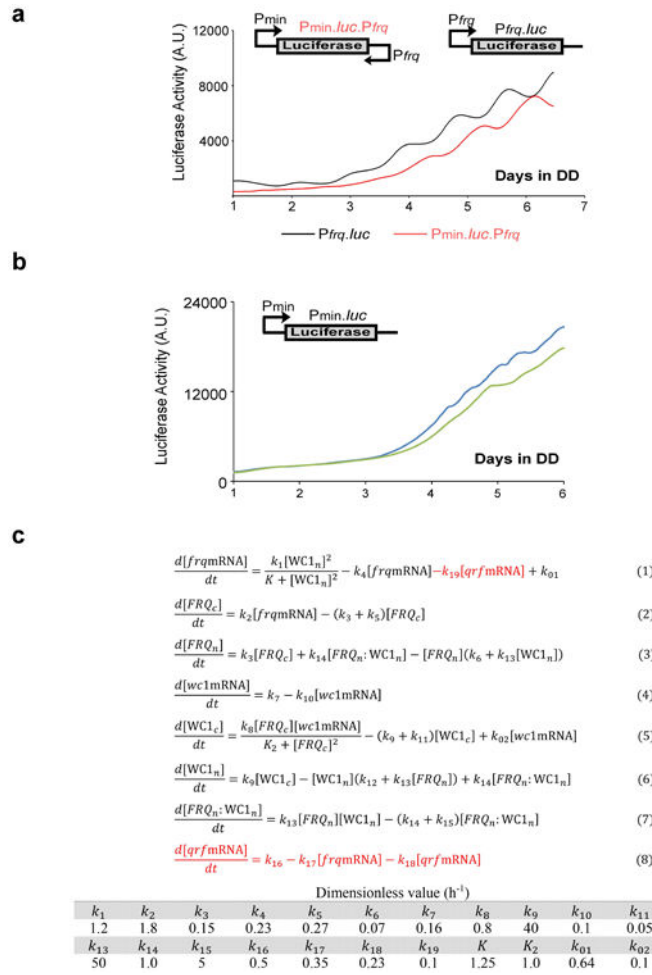 a
Pmin.luc.Pfrq
Pmin
Luciferase
Pfrq
Pfrq.luc
Pfrq
Luciferase
Luciferase Activity (A.U.)
12000
8000
4000
1 2 3 4 5 6 7
Days in DD
Pfrq.luc Pmin.luc.Pfrq
b
Pmin.luc
Pmin
Luciferase
Luciferase Activity (A.U.)
24000
12000
0
1 2 3 4 5 6
Days in DD
c
d[frqmRNA]/dt = k₁[WC1ₙ]²/(K + [WC1ₙ]²) − k₄[frqmRNA]−k₁₉[qrfmRNA] + k₀₁ (1)
d[FRQ_c]/dt = k₂[frqmRNA] − (k₃ + k₅)[FRQ_c] (2)
d[FRQₙ]/dt = k₃[FRQ_c] + k₁₄[FRQₙ:WC1ₙ] − [FRQₙ](k₆ + k₁₃[WC1ₙ]) (3)
d[wc1mRNA]/dt = k₇ − k₁₀[wc1mRNA] (4)
d[WC1_c]/dt = k₈[FRQ_c][wc1mRNA]/(K₂ + [FRQ_c]²) − (k₉ + k₁₁)[WC1_c] + k₀₂[wc1mRNA] (5)
d[WC1ₙ]/dt = k₉[WC1_c] − [WC1ₙ](k₁₂ + k₁₃[FRQₙ]) + k₁₄[FRQₙ:WC1ₙ] (6)
d[FRQₙ:WC1ₙ]/dt = k₁₃[FRQₙ][WC1ₙ] − (k₁₄ + k₁₅)[FRQₙ:WC1ₙ] (7)
d[qrfmRNA]/dt = k₁₆ − k₁₇[frqmRNA] − k₁₈[qrfmRNA] (8)
Dimensionless value (h⁻¹)
k₁ k₂ k₃ k₄ k₅ k₆ k₇ k₈ k₉ k₁₀ k₁₁
1.2 1.8 0.15 0.23 0.27 0.07 0.16 0.8 40 0.1 0.05
k₁₃ k₁₄ k₁₅ k₁₆ k₁₇ k₁₈ k₁₉ K K₂ k₀₁ k₀₂
50 1.0 5 0.5 0.35 0.23 0.1 1.25 1.0 0.64 0.1